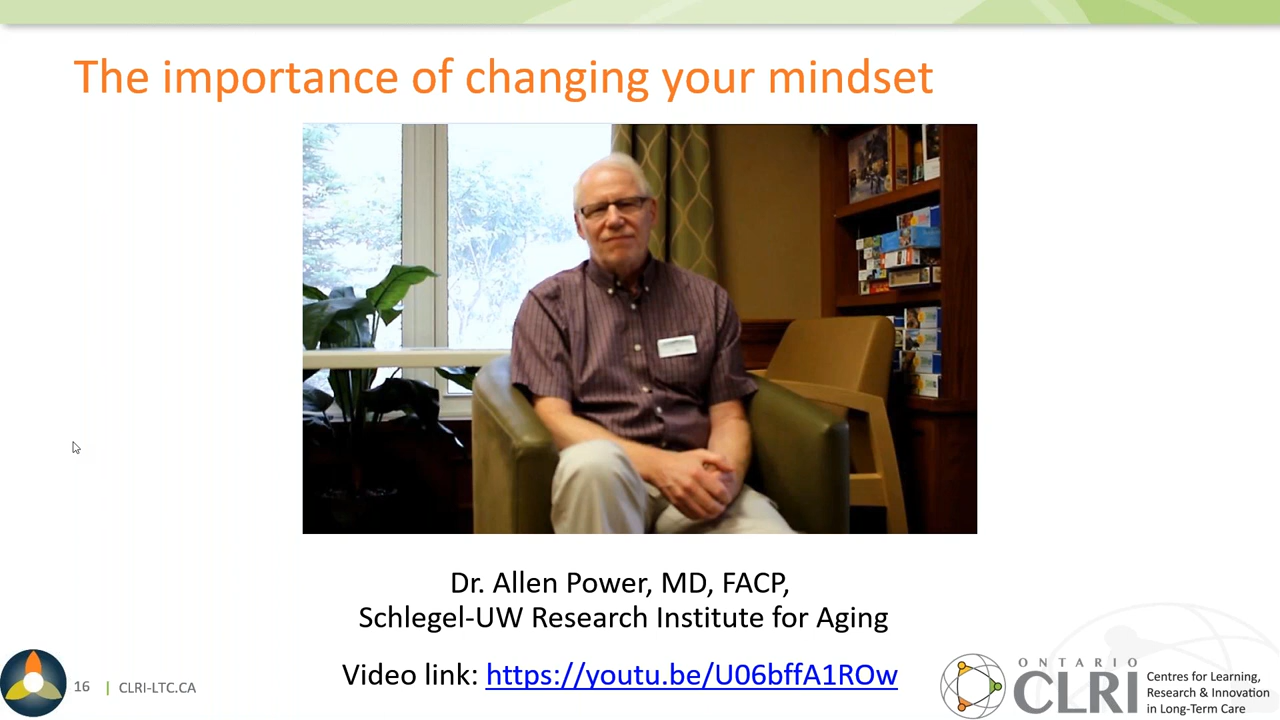 The importance of changing your mindset
Dr. Allen Power, MD, FACP,
Schlegel-UW Research Institute for Aging
Video link: https://youtu.be/U06bffA1ROw
16 | CLRI-LTC.CA
ONTARIO
CLRI
Centres for Learning,
Research & Innovation
in Long-Term Care